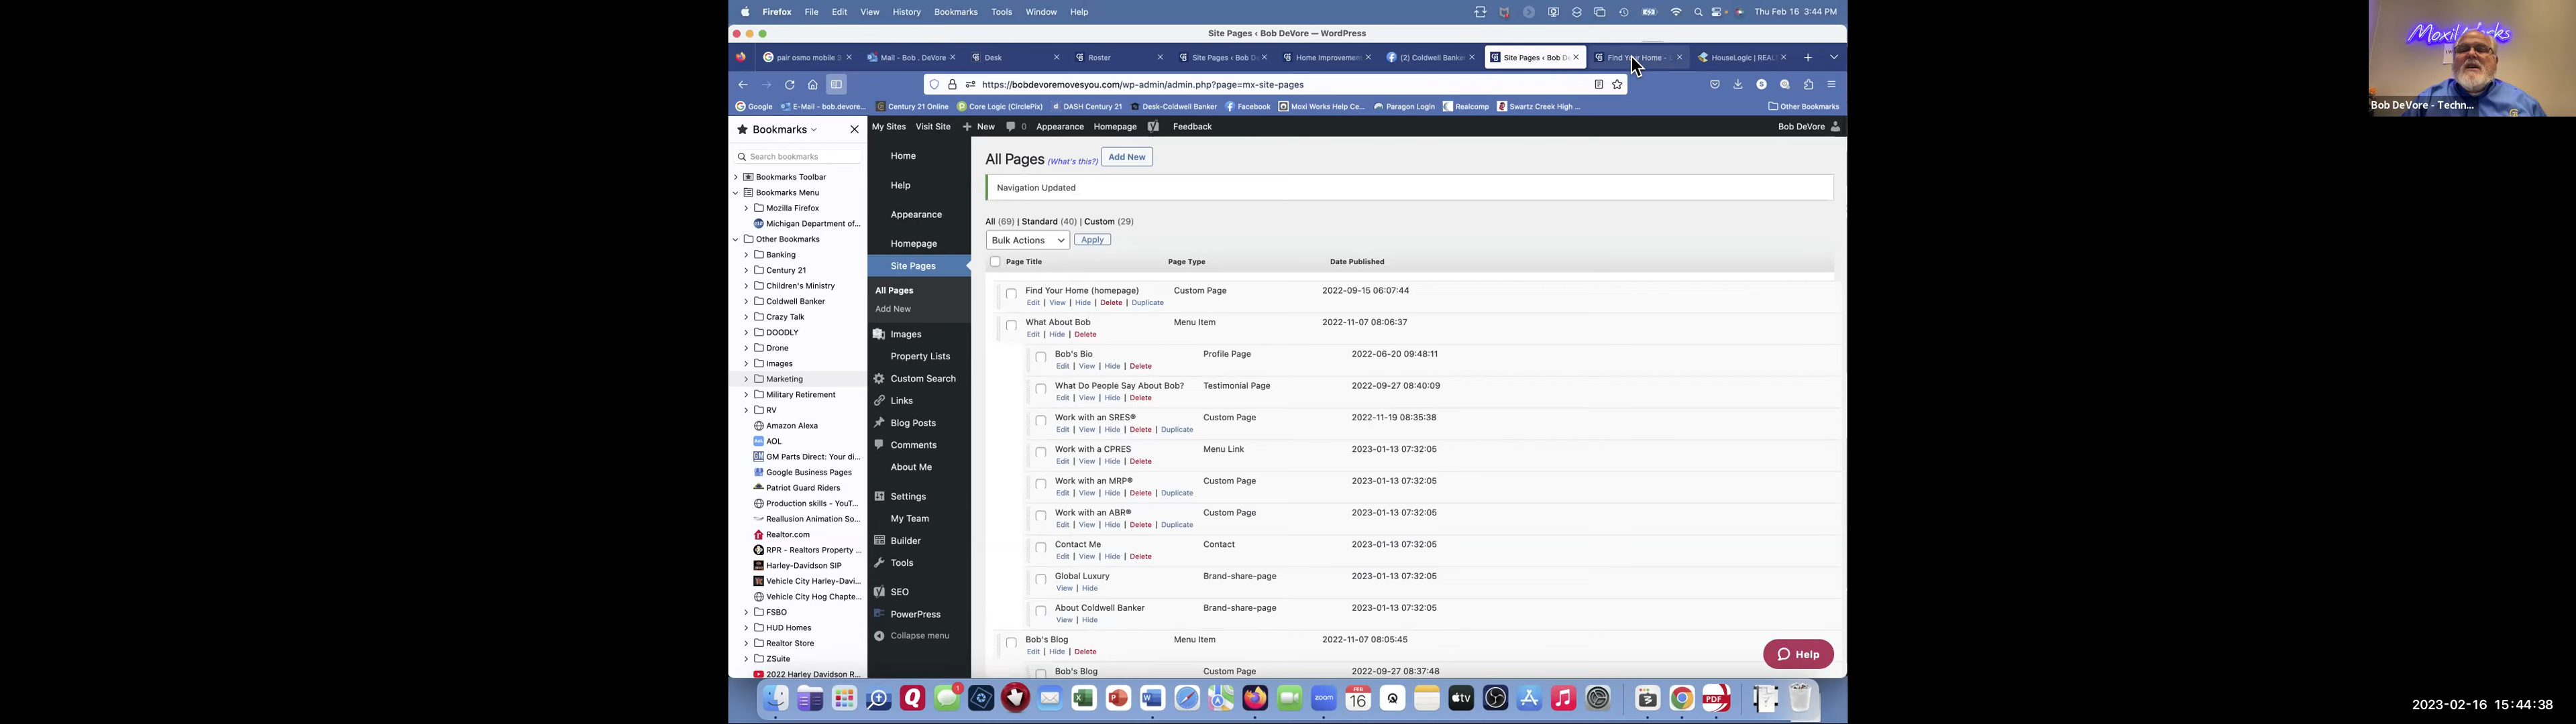 Firefox File Edit View History Bookmarks Tools Window Help
Thu Feb 16 3:44 PM
Site Pages ‹ Bob DeVore — WordPress
pair osmo mobile 3
Mail - Bob . DeVore
Desk
Roster
Site Pages ‹ Bob D
Home Improvemen
(2) Coldwell Banke
Site Pages ‹ Bob De
Find Your Home -
HouseLogic | REAL
https://bobdevoremovesyou.com/wp-admin/admin.php?page=mx-site-pages
Google E-Mail - bob.devore... Century 21 Online Core Logic (CirclePix) DASH Century 21 Desk-Coldwell Banker Facebook Moxi Works Help Ce... Paragon Login Realcomp Swartz Creek High ... Other Bookmarks
Bookmarks
Search bookmarks
Bookmarks Toolbar
Bookmarks Menu
Mozilla Firefox
Michigan Department of...
Other Bookmarks
Banking
Century 21
Children's Ministry
Coldwell Banker
Crazy Talk
DOODLY
Drone
Images
Marketing
Military Retirement
RV
Amazon Alexa
AOL
GM Parts Direct: Your di...
Google Business Pages
Patriot Guard Riders
Production skills - YouT...
Reallusion Animation So...
Realtor.com
RPR - Realtors Property ...
Harley-Davidson SIP
Vehicle City Harley-Davi...
Vehicle City Hog Chapte...
FSBO
HUD Homes
Realtor Store
ZSuite
2022 Harley Davidson R...
My Sites Visit Site + New 0 Appearance Homepage Feedback Bob DeVore
Home
Help
Appearance
Homepage
Site Pages
All Pages
Add New
Images
Property Lists
Custom Search
Links
Blog Posts
Comments
About Me
Settings
My Team
Builder
Tools
SEO
PowerPress
Collapse menu
All Pages (What's this?) Add New
Navigation Updated
All (69) | Standard (40) | Custom (29)
Bulk Actions Apply
Page Title Page Type Date Published
Find Your Home (homepage) Custom Page 2022-09-15 06:07:44
Edit | View | Hide | Delete | Duplicate
What About Bob Menu Item 2022-11-07 08:06:37
Edit | Hide | Delete
Bob's Bio Profile Page 2022-06-20 09:48:11
Edit | View | Hide | Delete
What Do People Say About Bob? Testimonial Page 2022-09-27 08:40:09
Edit | View | Hide | Delete
Work with an SRES® Custom Page 2022-11-19 08:35:38
Edit | View | Hide | Delete | Duplicate
Work with a CPRES Menu Link 2023-01-13 07:32:05
Edit | View | Hide | Delete
Work with an MRP® Custom Page 2023-01-13 07:32:05
Edit | View | Hide | Delete | Duplicate
Work with an ABR® Custom Page 2023-01-13 07:32:05
Edit | View | Hide | Delete | Duplicate
Contact Me Contact 2023-01-13 07:32:05
Edit | View | Hide | Delete
Global Luxury Brand-share-page 2023-01-13 07:32:05
View | Hide
About Coldwell Banker Brand-share-page 2023-01-13 07:32:05
View | Hide
Bob's Blog Menu Item 2022-11-07 08:05:45
Edit | Hide | Delete
Bob's Blog Custom Page 2022-09-27 08:37:48
Help
1
zoom
FEB
16
tv
PDF
MoxiWorks
Bob DeVore - Techn...
2023-02-16 15:44:38